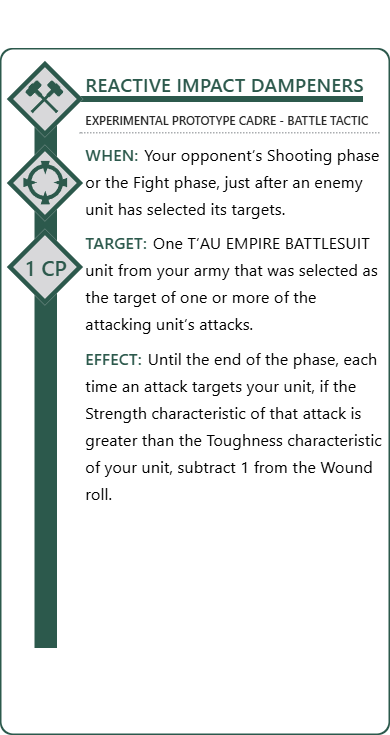 REACTIVE IMPACT DAMPENERS
EXPERIMENTAL PROTOTYPE CADRE - BATTLE TACTIC
WHEN: Your opponent's Shooting phase
or the Fight phase, just after an enemy
unit has selected its targets.
TARGET: One T'AU EMPIRE BATTLESUIT
unit from your army that was selected as
the target of one or more of the
attacking unit's attacks.
1 CP
EFFECT: Until the end of the phase, each
time an attack targets your unit, if the
Strength characteristic of that attack is
greater than the Toughness characteristic
of your unit, subtract 1 from the Wound
roll.